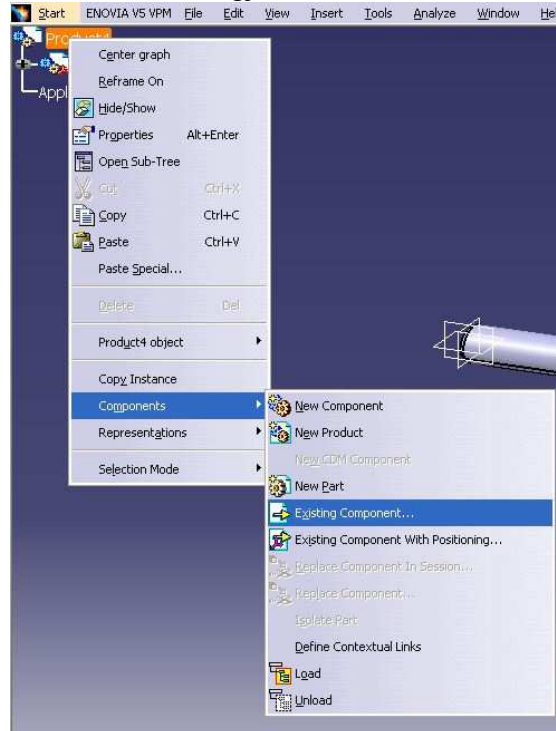 Start ENOVIA V5 VPM File Edit View Insert Tools Analyze Window
Product4
Appl
Center graph
Reframe On
Hide/Show
Properties Alt+Enter
Open Sub-Tree
Cut Ctrl+X
Copy Ctrl+C
Paste Ctrl+V
Paste Special...
Delete Del
Product4 object
Copy Instance
Components
Representations
Selection Mode
New Component
New Product
New CDM Component
New Part
Existing Component...
Existing Component With Positioning...
Replace Component In Session...
Replace Component...
Isolate Part
Define Contextual Links
Load
Unload